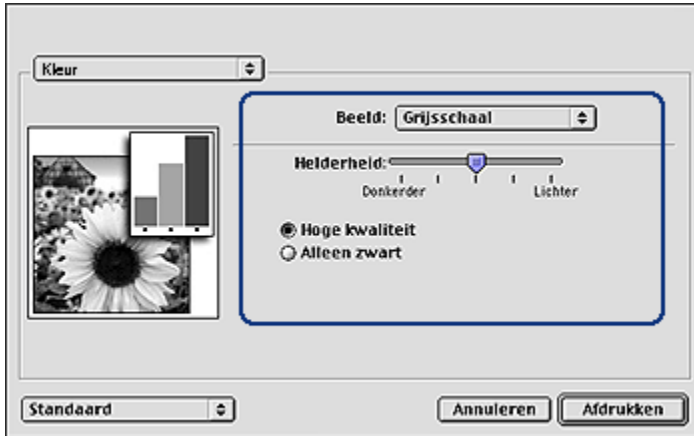 Kleur
Beeld: Grijsschaal
Helderheid:
Donkerder Lichter
Hoge kwaliteit
Alleen zwart
Standaard Annuleren Afdrukken